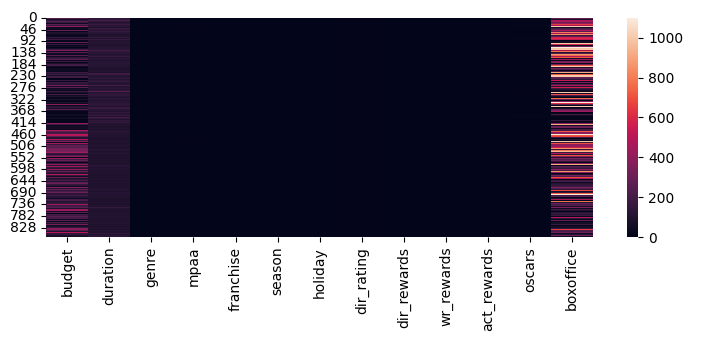 0
46
92
138
184
230
276
322
368
414
460
506
552
598
644
690
736
782
828
budget
duration
genre
mpaa
franchise
season
holiday
dir_rating
dir_rewards
wr_rewards
act_rewards
oscars
boxoffice
1000
800
600
400
200
0